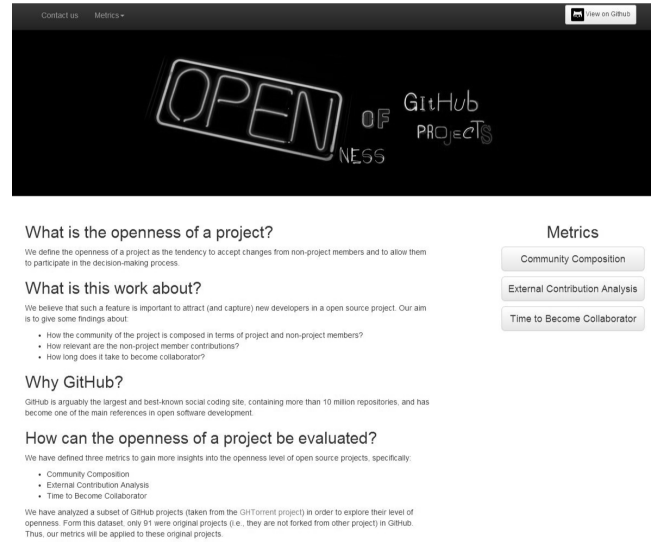 Contact us Metrics View on Github
OPEN
NESS
OF
GItHub
PROjEcTS
What is the openness of a project?
We define the openness of a project as the tendency to accept changes from non-project members and to allow them
to participate in the decision-making process.
What is this work about?
We believe that such a feature is important to attract (and capture) new developers in a open source project. Our aim
is to give some findings about:
• How the community of the project is composed in terms of project and non-project members?
• How relevant are the non-project member contributions?
• How long does it take to become collaborator?
Why GitHub?
GitHub is arguably the largest and best-known social coding site, containing more than 10 million repositories, and has
become one of the main references in open software development.
How can the openness of a project be evaluated?
We have defined three metrics to gain more insights into the openness level of open source projects, specifically:
• Community Composition
• External Contribution Analysis
• Time to Become Collaborator
We have analyzed a subset of GitHub projects (taken from the GHTorrent project) in order to explore their level of
openness. Form this dataset, only 91 were original projects (i.e., they are not forked from other project) in GitHub.
Thus, our metrics will be applied to these original projects.
Metrics
Community Composition
External Contribution Analysis
Time to Become Collaborator